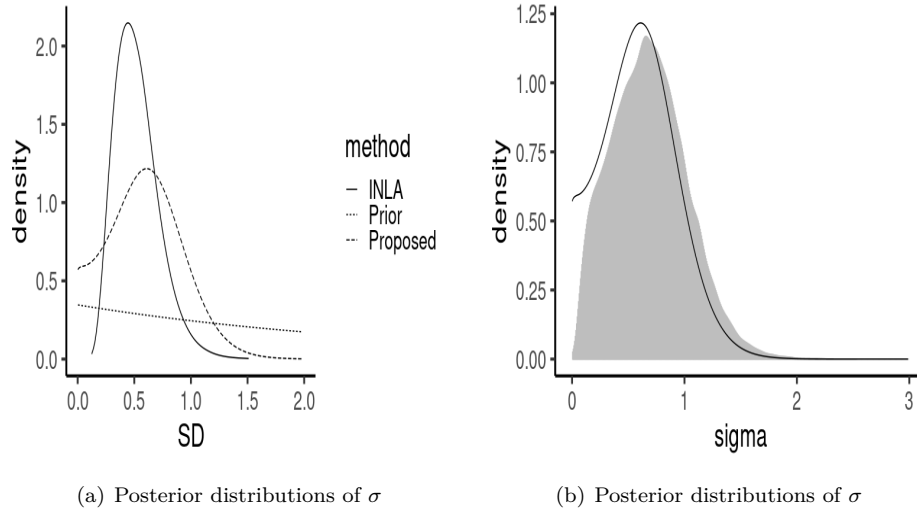 density
2.0
1.5
1.0
0.5
0.0
0.0 0.5 1.0 1.5 2.0
SD
method
INLA
Prior
Proposed
(a) Posterior distributions of σ
density
1.25
1.00
0.75
0.50
0.25
0.00
0 1 2 3
sigma
(b) Posterior distributions of σ